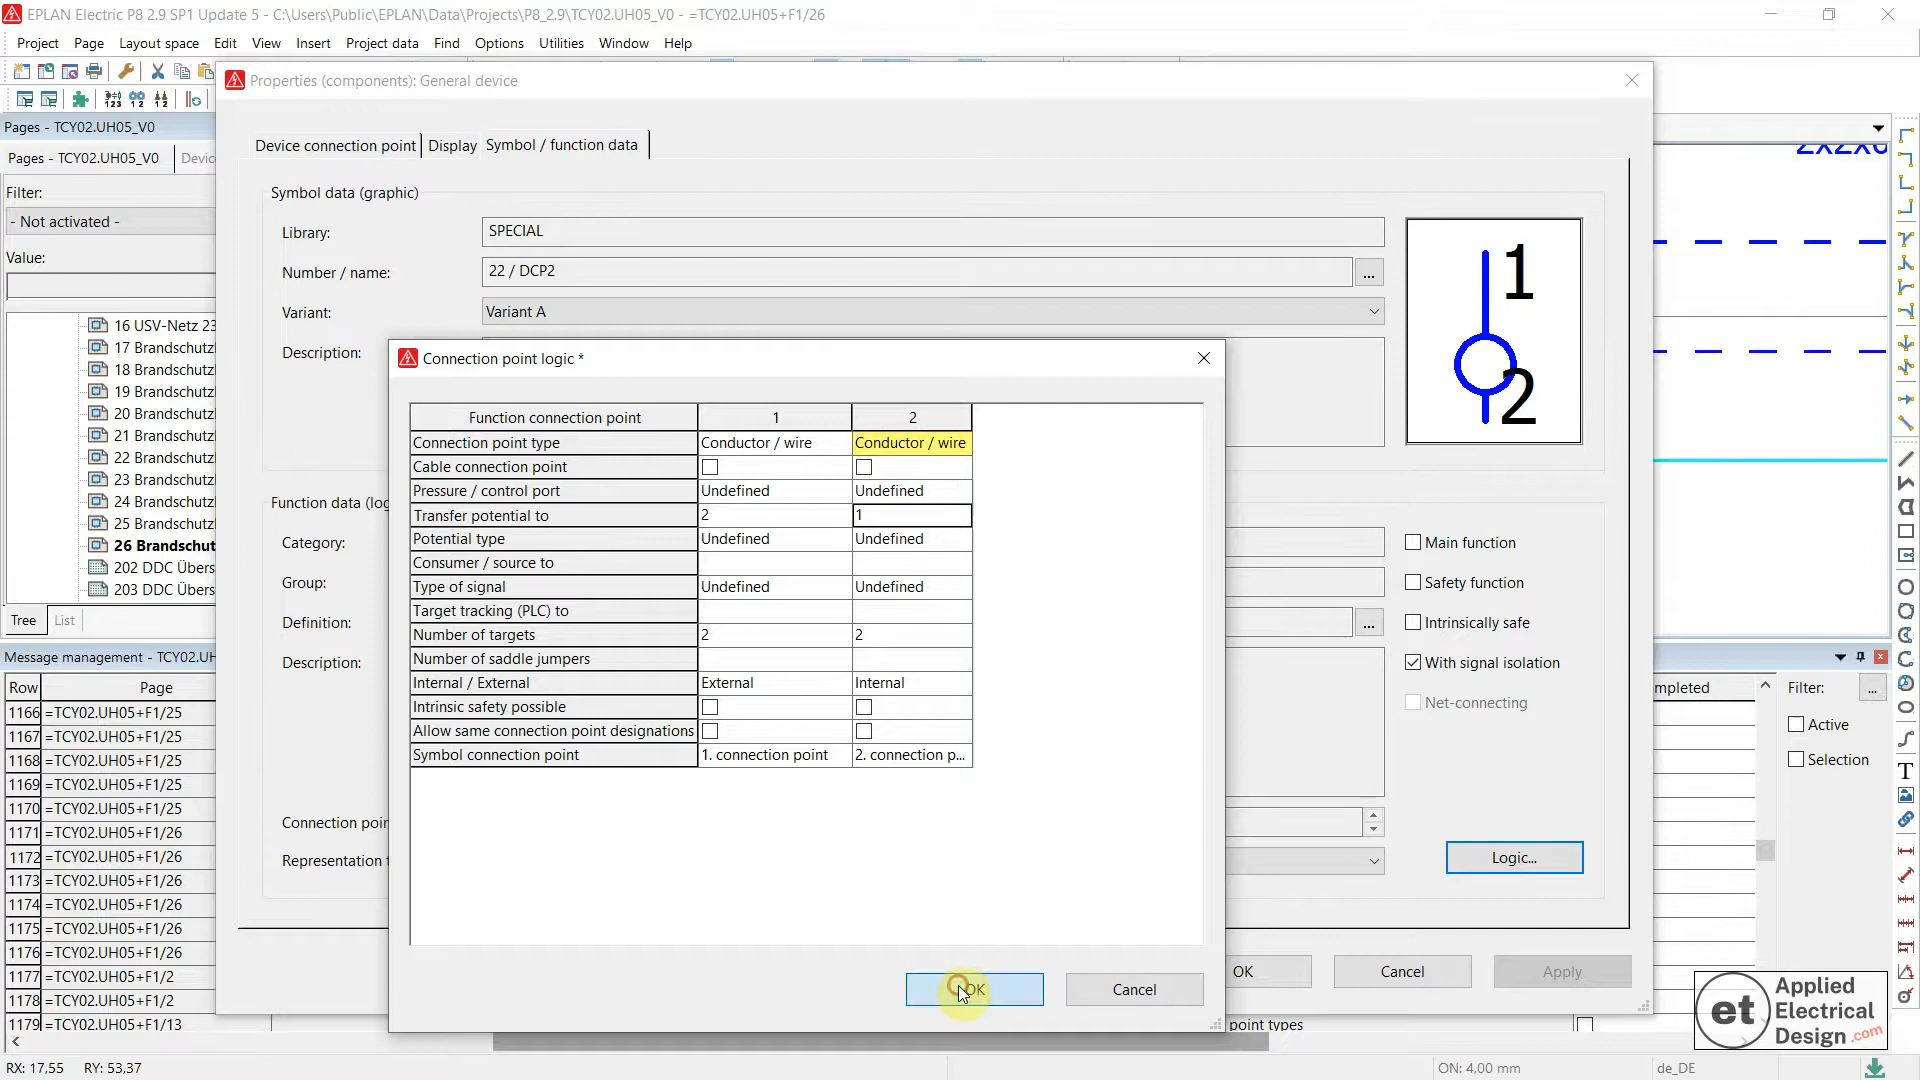 EPLAN Electric P8 2.9 SP1 Update 5 - C:\Users\Public\EPLAN\Data\Projects\P8_2.9\TCY02.UH05_V0 - =TCY02.UH05+F1/26
Project Page Layout space Edit View Insert Project data Find Options Utilities Window Help
Properties (components): General device
Pages - TCY02.UH05_V0
Pages - TCY02.UH05_V0
Filter:
- Not activated -
Value:
16 USV-Netz 23
17 Brandschutz
18 Brandschutz
19 Brandschutz
20 Brandschutz
21 Brandschutz
22 Brandschutz
23 Brandschutz
24 Brandschutz
25 Brandschutz
26 Brandschut
202 DDC Übers
203 DDC Übers
Tree List
Message management - TCY02.UH
Row Page
1166 =TCY02.UH05+F1/25
1167 =TCY02.UH05+F1/25
1168 =TCY02.UH05+F1/25
1169 =TCY02.UH05+F1/25
1170 =TCY02.UH05+F1/25
1171 =TCY02.UH05+F1/26
1172 =TCY02.UH05+F1/26
1173 =TCY02.UH05+F1/26
1174 =TCY02.UH05+F1/26
1175 =TCY02.UH05+F1/26
1176 =TCY02.UH05+F1/26
1177 =TCY02.UH05+F1/2
1178 =TCY02.UH05+F1/2
1179 =TCY02.UH05+F1/13
Device connection point Display Symbol / function data
Symbol data (graphic)
Library: SPECIAL
Number / name: 22 / DCP2 ...
Variant: Variant A
Description:
1
2
Function data (log
Category:
Group:
Definition: ...
Description:
Connection poin
Representation t
Main function
Safety function
Intrinsically safe
With signal isolation
Net-connecting
Logic...
OK Cancel Apply
Connection point logic *
Function connection point 1 2
Connection point type Conductor / wire Conductor / wire
Cable connection point
Pressure / control port Undefined Undefined
Transfer potential to 2 1
Potential type Undefined Undefined
Consumer / source to
Type of signal Undefined Undefined
Target tracking (PLC) to
Number of targets 2 2
Number of saddle jumpers
Internal / External External Internal
Intrinsic safety possible
Allow same connection point designations
Symbol connection point 1. connection point 2. connection p...
OK Cancel
mpleted Filter: ...
Active
Selection
point types
et Applied
Electrical
Design.com
RX: 17,55 RY: 53,37
ON: 4,00 mm de_DE